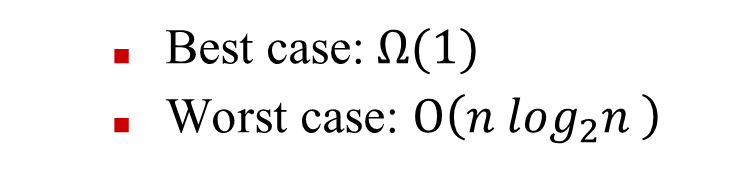 ▪ Best case: Ω(1)
▪ Worst case: O(n log₂n )